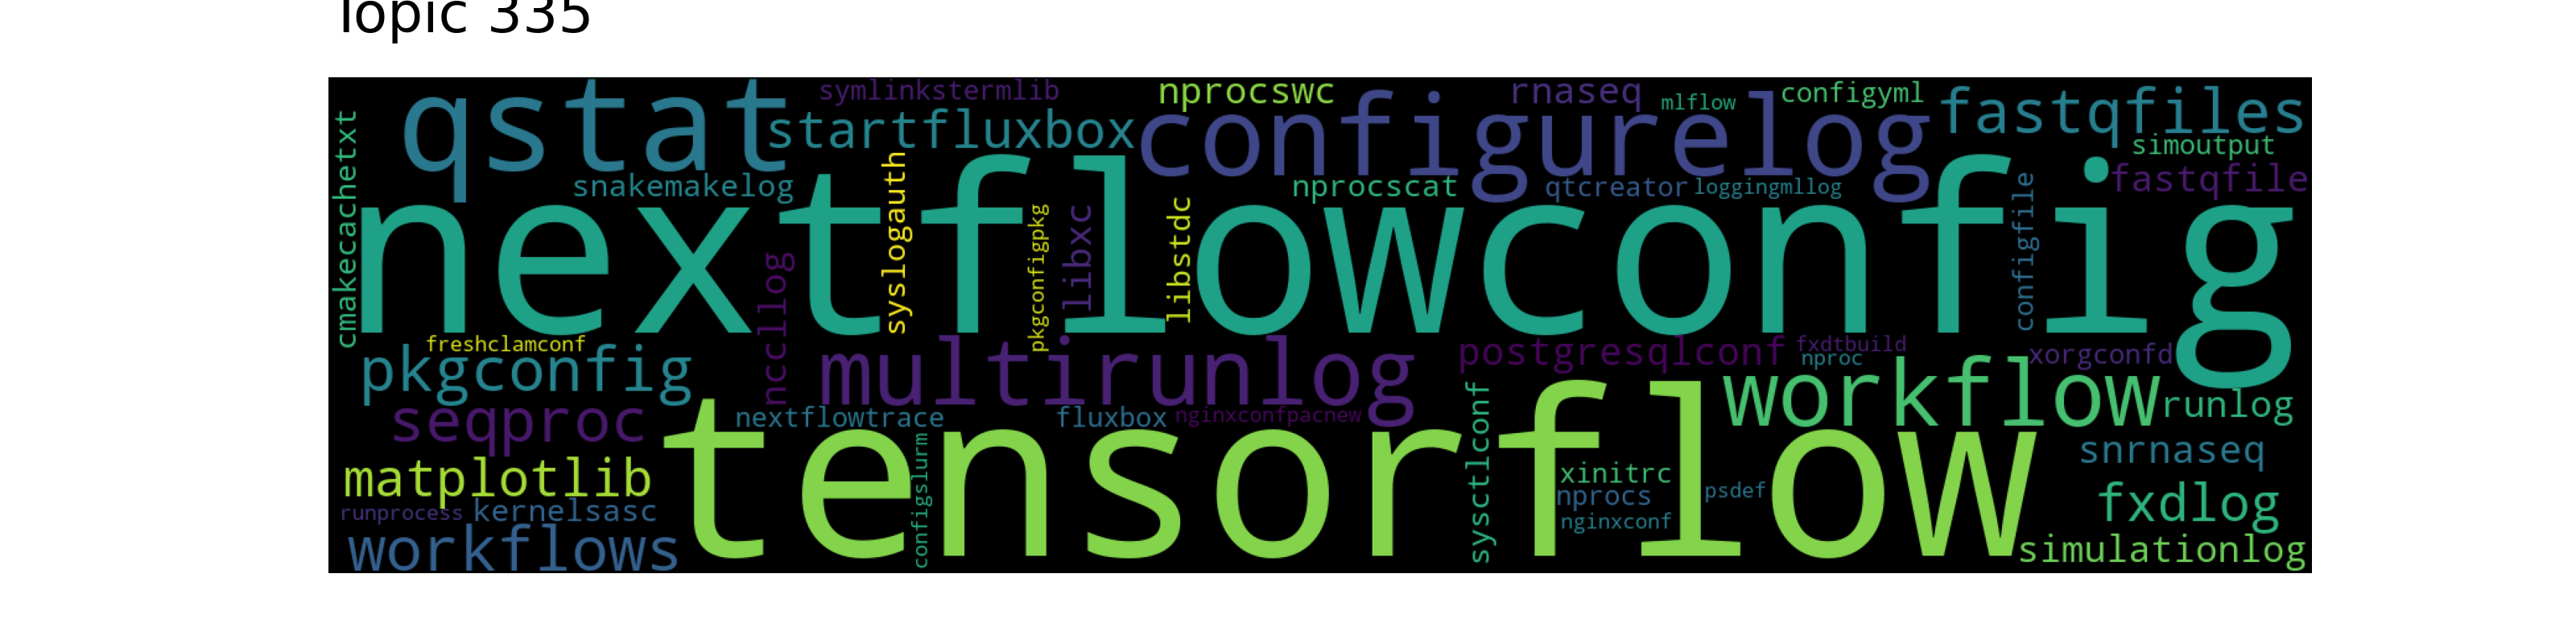 Topic 335
qstat
symlinkstermlib
nprocswc
rnaseq
mlflow
configyml
fastqfiles
startfluxbox
configurelog
simoutput
cmakecachetxt
snakemakelog
syslogauth
nprocscat
qtcreator
loggingmllog
fastqfile
nextflowconfig
nccllog
pkgconfigpkg
libxc
libstdc
configfile
freshclamconf
pkgconfig
multirunlog
postgresqlconf
fxdtbuild
nproc
xorgconfd
workflow
runlog
seqproc
nextflowtrace
fluxbox
nginxconfpacnew
sysctlconf
tensorflow
snrnaseq
matplotlib
configslurm
xinitrc
nprocs
psdef
nginxconf
fxdlog
runprocess
kernelsasc
workflows
simulationlog